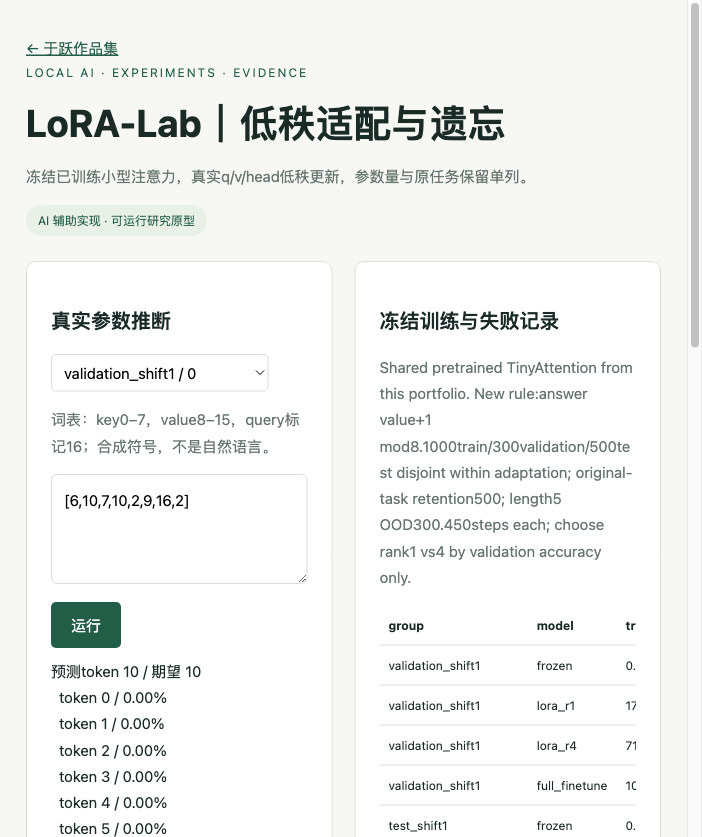 ← 于跃作品集
LOCAL AI · EXPERIMENTS · EVIDENCE
LoRA-Lab｜低秩适配与遗忘
冻结已训练小型注意力，真实q/v/head低秩更新，参数量与原任务保留单列。
AI 辅助实现 · 可运行研究原型
真实参数推断
validation_shift1 / 0
词表：key0–7，value8–15，query标
记16；合成符号，不是自然语言。
[6,10,7,10,2,9,16,2]
运行
预测token 10 / 期望 10
token 0 / 0.00%
token 1 / 0.00%
token 2 / 0.00%
token 3 / 0.00%
token 4 / 0.00%
token 5 / 0.00%
冻结训练与失败记录
Shared pretrained TinyAttention from
this portfolio. New rule:answer
value+1
mod8.1000train/300validation/500te
st disjoint within adaptation; original-
task retention500; length5
OOD300.450steps each; choose
rank1 vs4 by validation accuracy
only.
group model tr
validation_shift1 frozen 0.
validation_shift1 lora_r1 17
validation_shift1 lora_r4 71
validation_shift1 full_finetune 10
test_shift1 frozen 0.